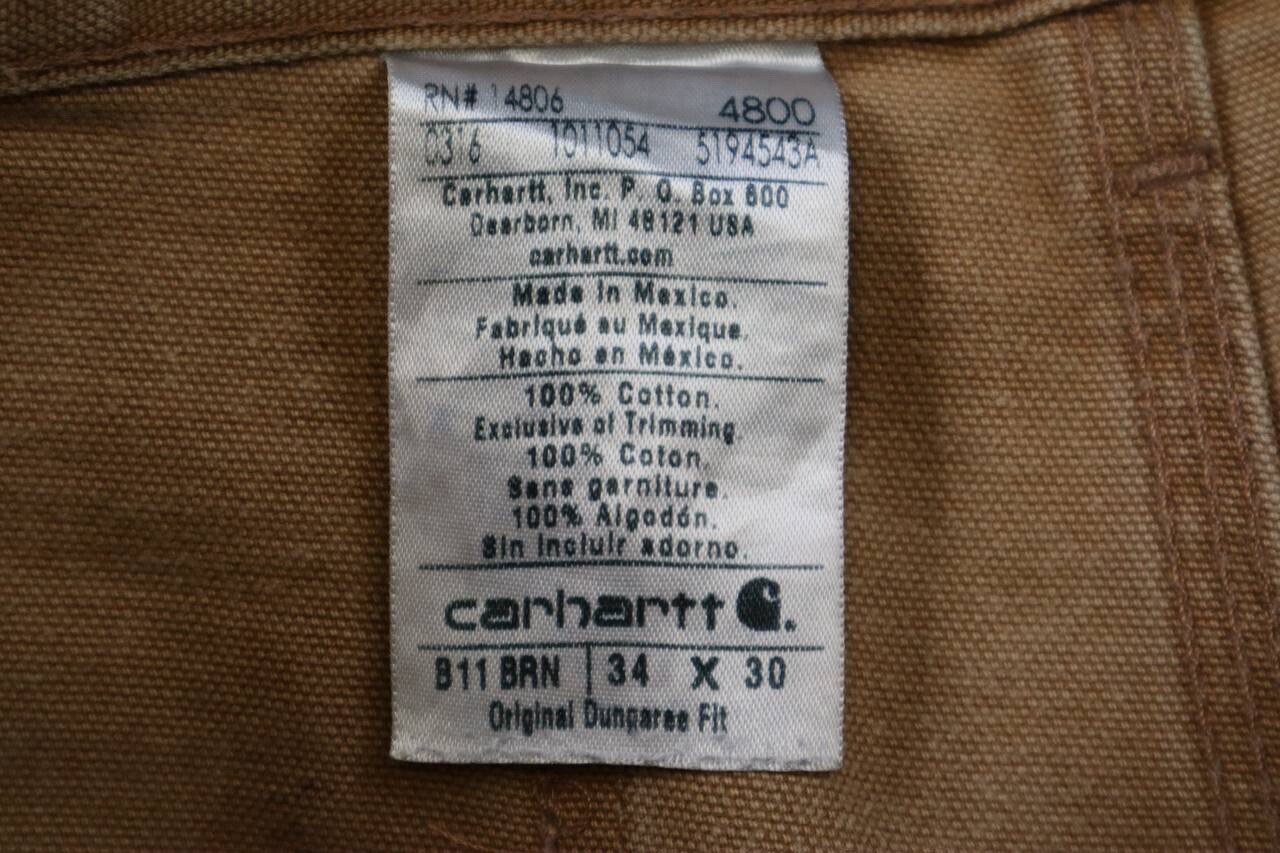 RN# 14806 4800
0316 1011054 5194543A
Carhartt, Inc. P. O. Box 600
Dearborn, MI 48121 USA
carhartt.com
Made in Mexico.
Fabriqué au Mexique.
Hecho en México.
100% Cotton.
Exclusive of Trimming.
100% Coton.
Sans garniture.
100% Algodón.
Sin incluir adorno.
carhartt
B11 BRN 34 X 30
Original Dungaree Fit